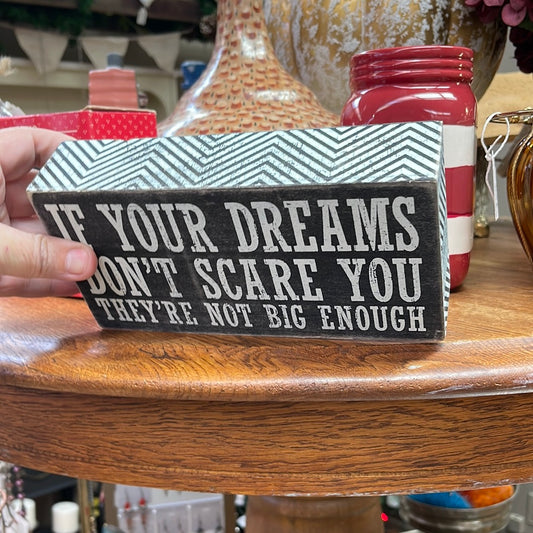 IF YOUR DREAMS
DON'T SCARE YOU
THEY'RE NOT BIG ENOUGH